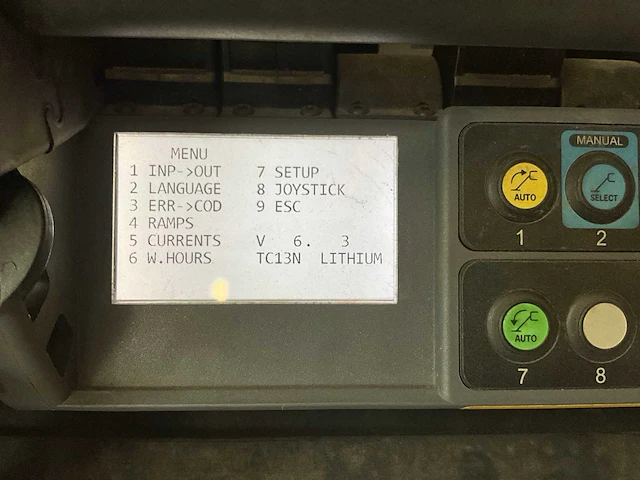 MENU
1 INP->OUT 7 SETUP
2 LANGUAGE 8 JOYSTICK
3 ERR->COD 9 ESC
4 RAMPS
5 CURRENTS V 6. 3
6 W.HOURS TC13N LITHIUM
MANUAL
AUTO
SELECT
1
2
AUTO
7
8